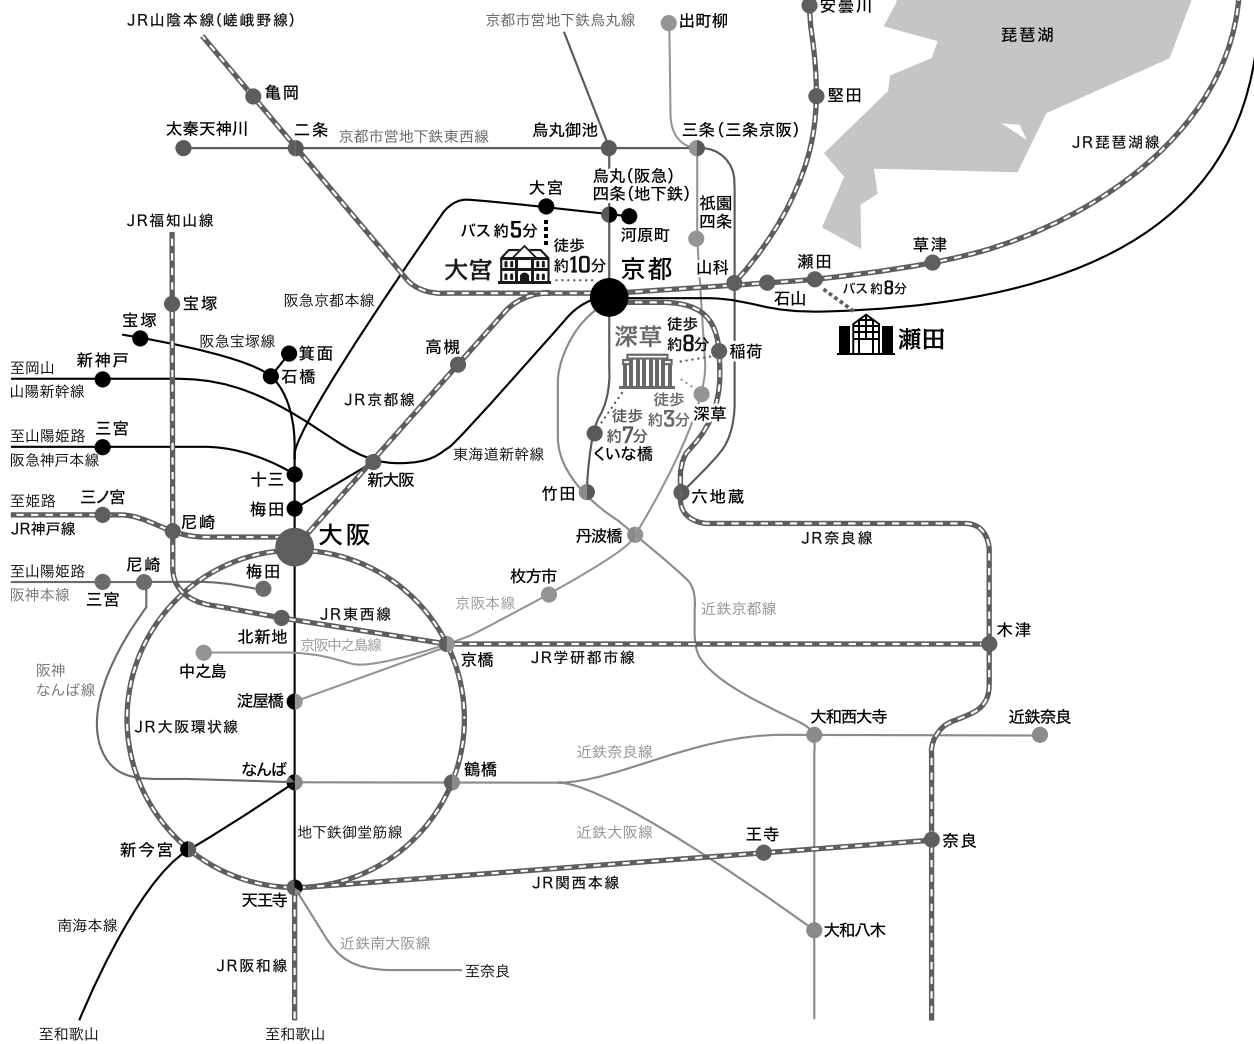 JR山陰本線(嵯峨野線)
京都市営地下鉄烏丸線
出町柳
安曇川
琵琶湖
亀岡
堅田
太秦天神川
二条
京都市営地下鉄東西線
烏丸御池
三条(三条京阪)
JR琵琶湖線
烏丸(阪急)
四条(地下鉄)
大宮
祇園
四条
JR福知山線
バス 約5分
河原町
徒歩
約10分
大宮
京都
山科
瀬田
草津
石山
バス 約8分
阪急京都本線
宝塚
宝塚
阪急宝塚線
深草
徒歩
約8分
瀬田
稲荷
高槻
箕面
新神戸
至岡山
石橋
山陽新幹線
JR京都線
徒歩
約3分
深草
徒歩
約7分
三宮
至山陽姫路
阪急神戸本線
東海道新幹線
くいな橋
十三
新大阪
至姫路
三ノ宮
竹田
六地蔵
梅田
JR神戸線
尼崎
大阪
丹波橋
JR奈良線
至山陽姫路
尼崎
梅田
枚方市
阪神本線
三宮
京阪本線
近鉄京都線
JR東西線
北新地
木津
京阪中之島線
京橋
JR学研都市線
中之島
阪神
なんば線
淀屋橋
JR大阪環状線
大和西大寺
近鉄奈良
近鉄奈良線
なんば
鶴橋
地下鉄御堂筋線
近鉄大阪線
王寺
奈良
新今宮
JR関西本線
天王寺
南海本線
大和八木
近鉄南大阪線
JR阪和線
至奈良
至和歌山
至和歌山